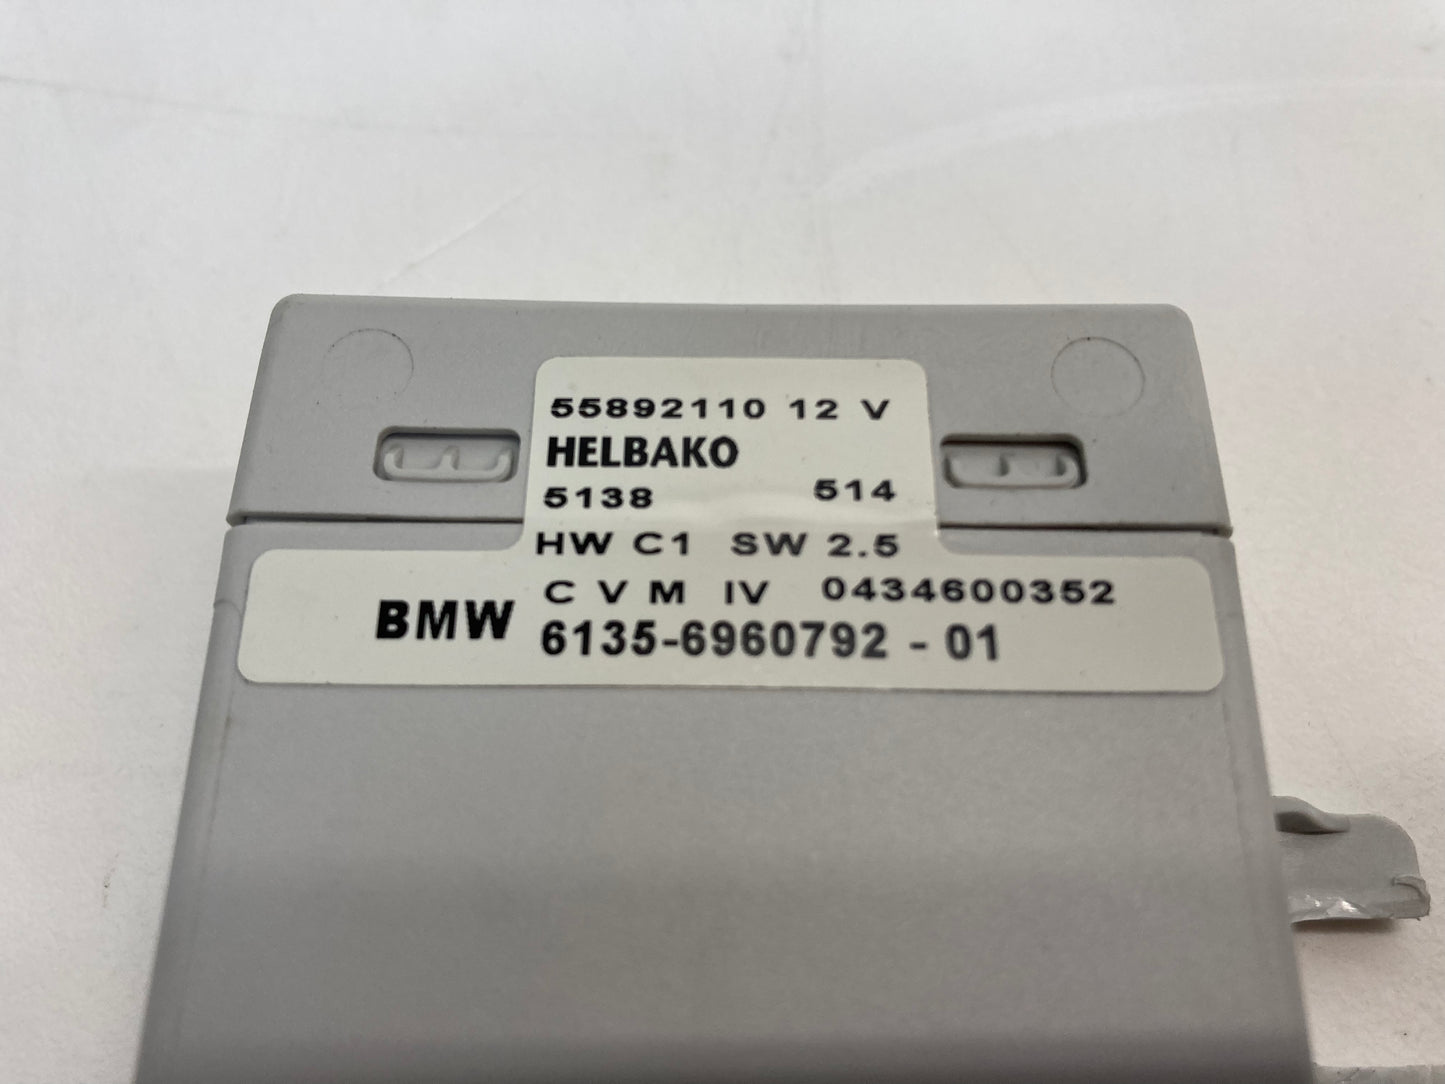 55892110 12 V
HELBAKO
5138 514
HW C1 SW 2.5
C V M IV 0434600352
BMW 6135-6960792 - 01